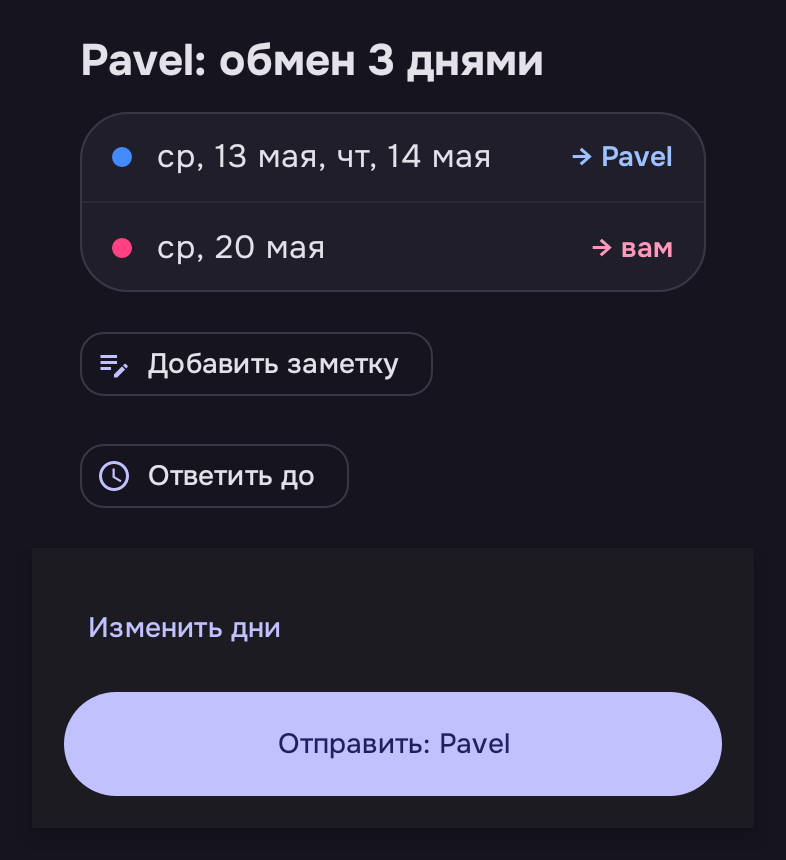 Pavel: обмен 3 днями
ср, 13 мая, чт, 14 мая → Pavel
ср, 20 мая → вам
Добавить заметку
Ответить до
Изменить дни
Отправить: Pavel